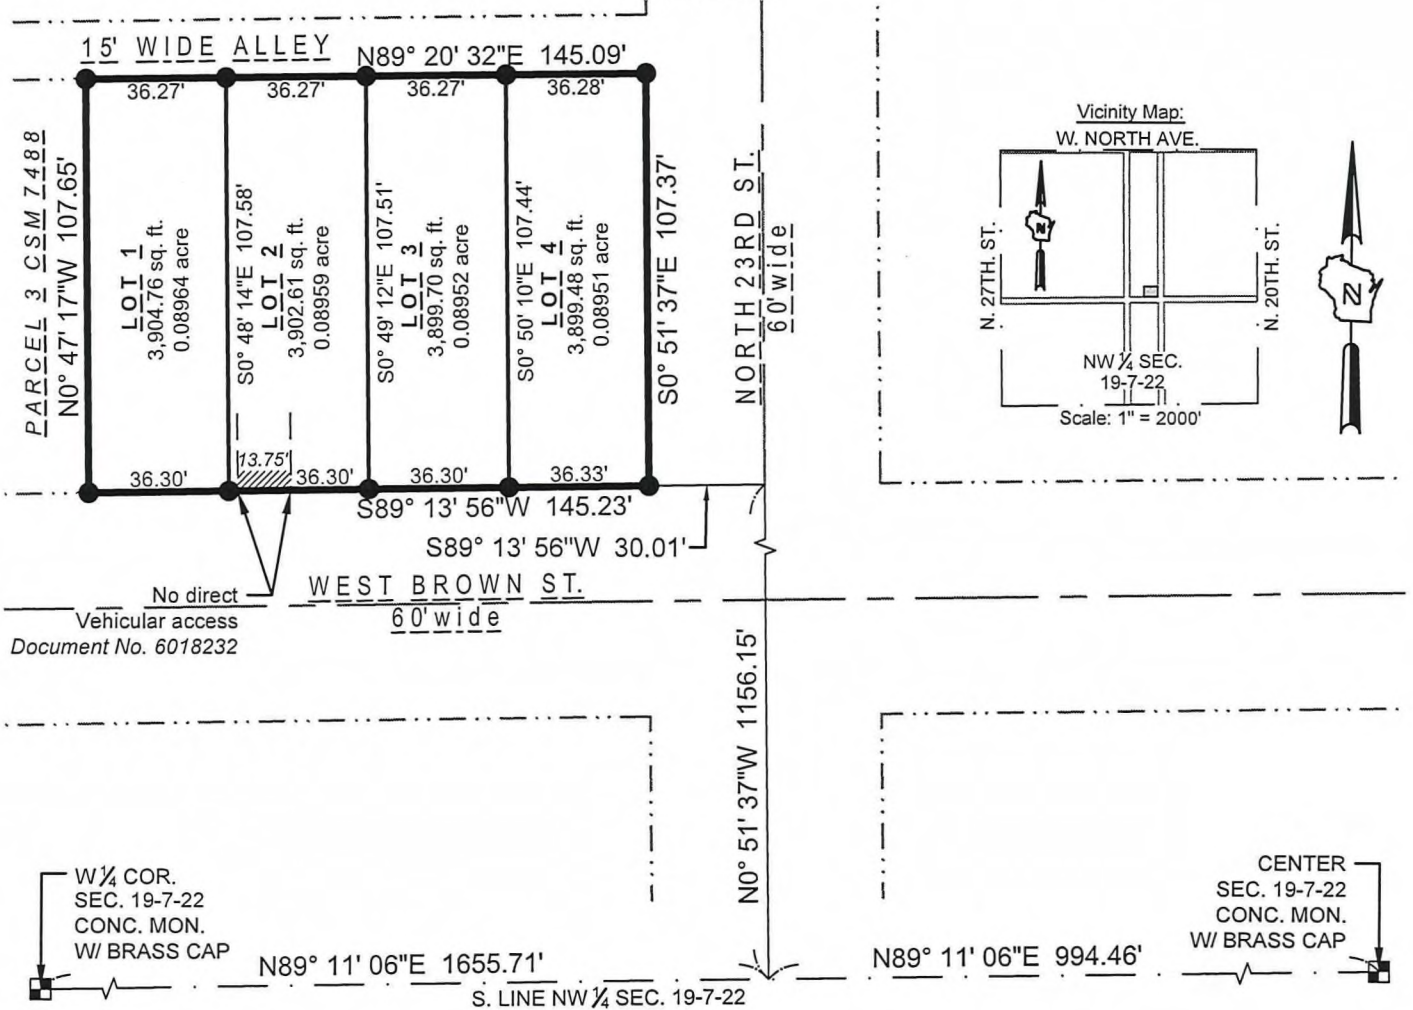 15' WIDE ALLEY
N89° 20' 32"E 145.09'
36.27'
36.27'
36.27'
36.28'
PARCEL 3 CSM 7488
N0° 47' 17"W 107.65'
LOT 1
3,904.76 sq. ft.
0.08964 acre
S0° 48' 14"E 107.58'
LOT 2
3,902.61 sq. ft.
0.08959 acre
S0° 49' 12"E 107.51'
LOT 3
3,899.70 sq. ft.
0.08952 acre
S0° 50' 10"E 107.44'
LOT 4
3,899.48 sq. ft.
0.08951 acre
S0° 51' 37"E 107.37'
NORTH 23RD ST.
60'wide
Vicinity Map:
W. NORTH AVE.
N. 27TH. ST.
N
N. 20TH. ST.
NW 1/4 SEC.
19-7-22
Scale: 1" = 2000'
N
36.30'
13.75'
36.30'
36.30'
36.33'
S89° 13' 56"W 145.23'
S89° 13' 56"W 30.01'
No direct
Vehicular access
Document No. 6018232
WEST BROWN ST.
60'wide
N0° 51' 37"W 1156.15'
W 1/4 COR.
SEC. 19-7-22
CONC. MON.
W/ BRASS CAP
CENTER
SEC. 19-7-22
CONC. MON.
W/ BRASS CAP
N89° 11' 06"E 1655.71'
N89° 11' 06"E 994.46'
S. LINE NW 1/4 SEC. 19-7-22